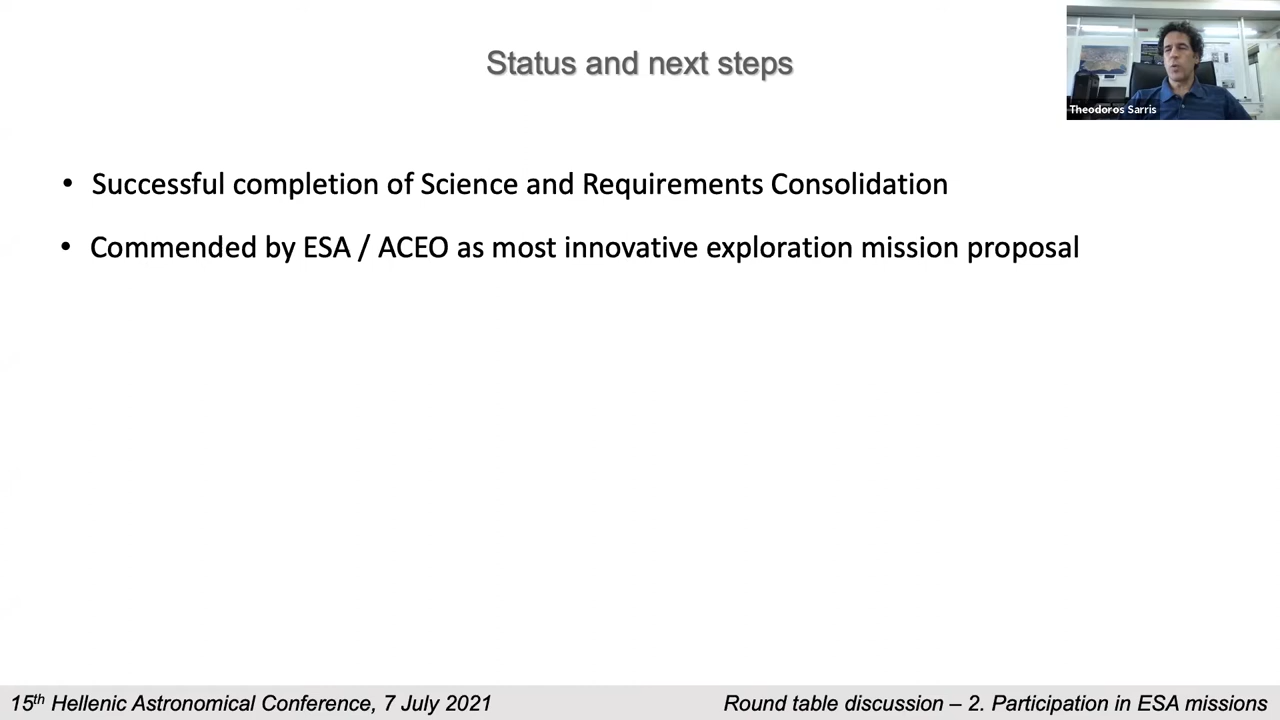 Status and next steps
Theodoros Sarris
• Successful completion of Science and Requirements Consolidation
• Commended by ESA / ACEO as most innovative exploration mission proposal
15th Hellenic Astronomical Conference, 7 July 2021
Round table discussion – 2. Participation in ESA missions